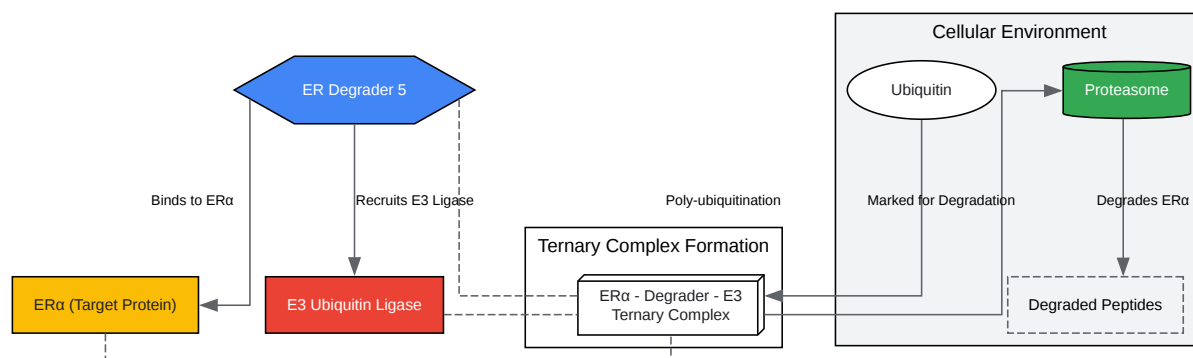 Cellular Environment
ER Degrader 5
Ubiquitin
Proteasome
Binds to ERα
Recruits E3 Ligase
Poly-ubiquitination
Marked for Degradation
Degrades ERα
Ternary Complex Formation
ERα (Target Protein)
E3 Ubiquitin Ligase
ERα - Degrader - E3
Ternary Complex
Degraded Peptides